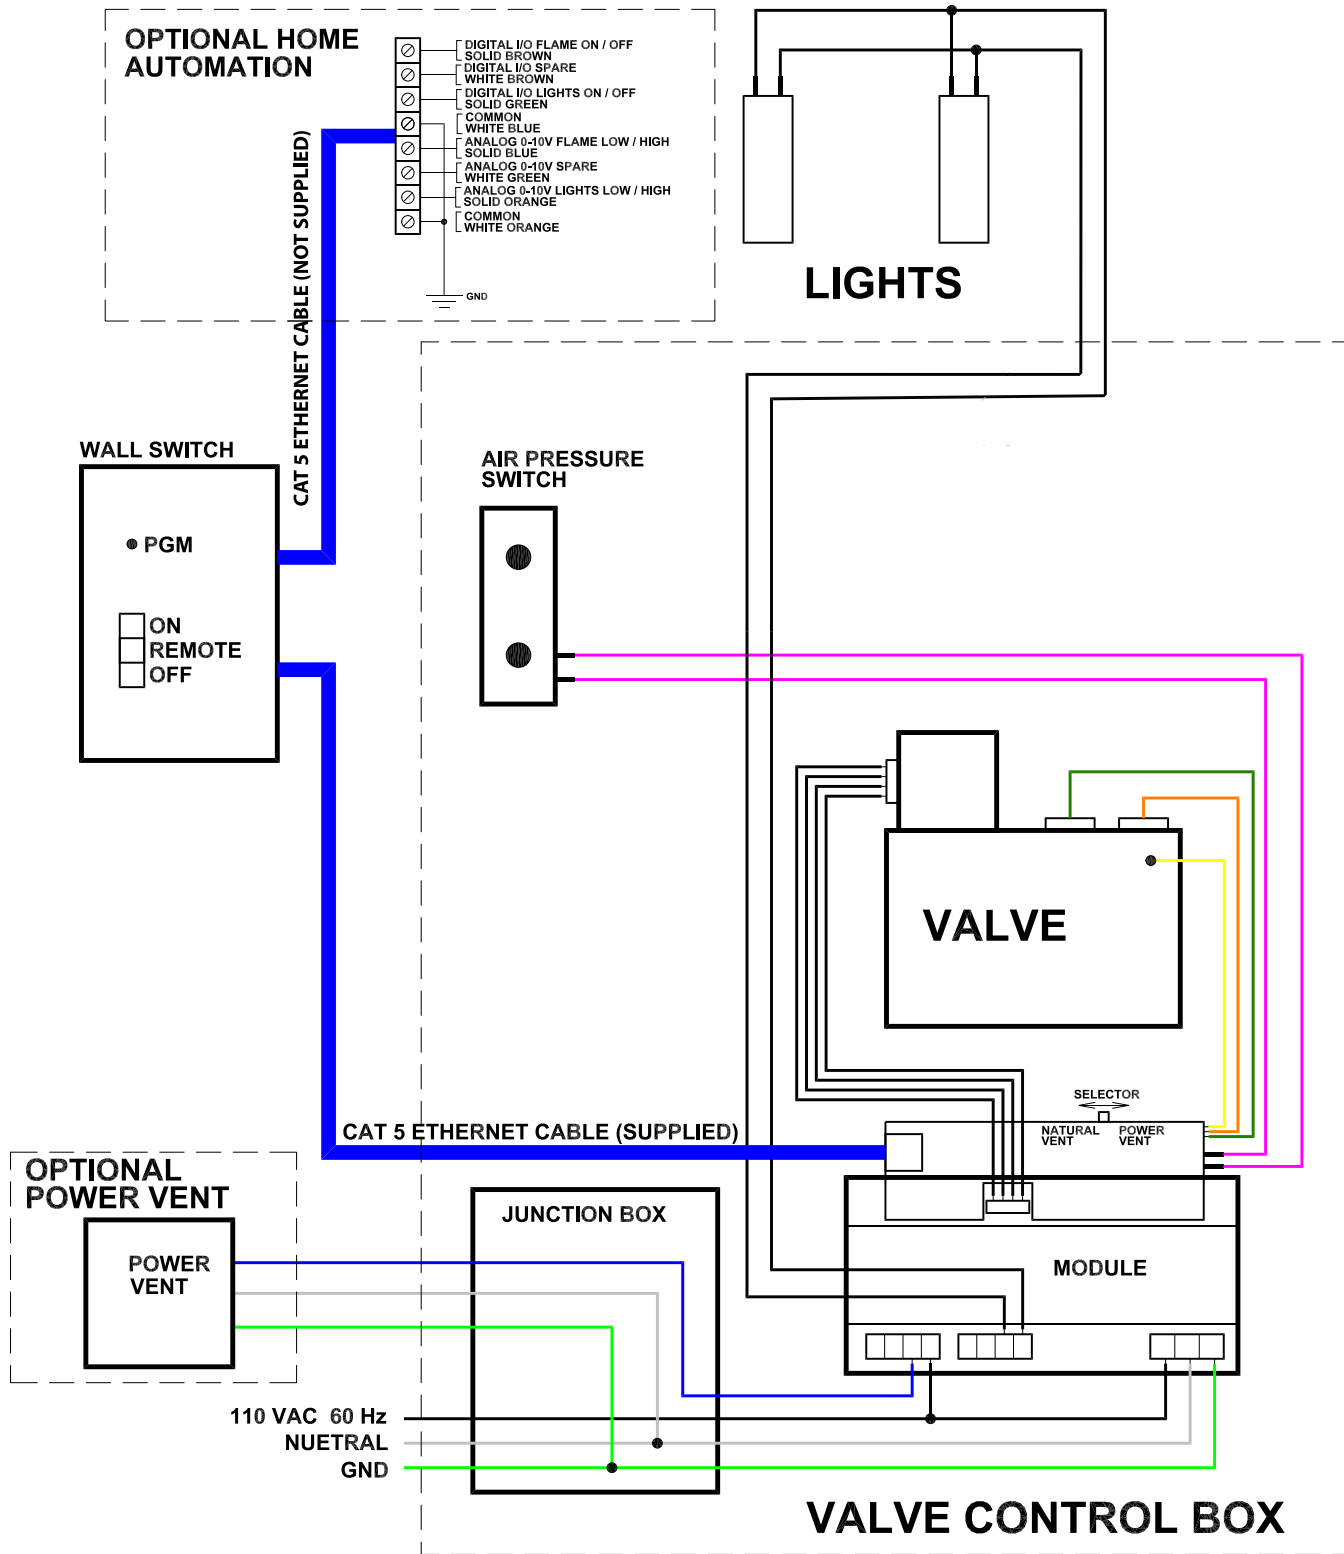 OPTIONAL HOME
AUTOMATION
DIGITAL I/O FLAME ON / OFF
SOLID BROWN
DIGITAL I/O SPARE
WHITE BROWN
DIGITAL I/O LIGHTS ON / OFF
SOLID GREEN
COMMON
WHITE BLUE
ANALOG 0-10V FLAME LOW / HIGH
SOLID BLUE
ANALOG 0-10V SPARE
WHITE GREEN
ANALOG 0-10V LIGHTS LOW / HIGH
SOLID ORANGE
COMMON
WHITE ORANGE
GND
LIGHTS
CAT 5 ETHERNET CABLE (NOT SUPPLIED)
WALL SWITCH
PGM
ON
REMOTE
OFF
AIR PRESSURE
SWITCH
VALVE
SELECTOR
NATURAL
VENT
POWER
VENT
CAT 5 ETHERNET CABLE (SUPPLIED)
OPTIONAL
POWER VENT
POWER
VENT
JUNCTION BOX
MODULE
110 VAC 60 Hz
NUETRAL
GND
VALVE CONTROL BOX